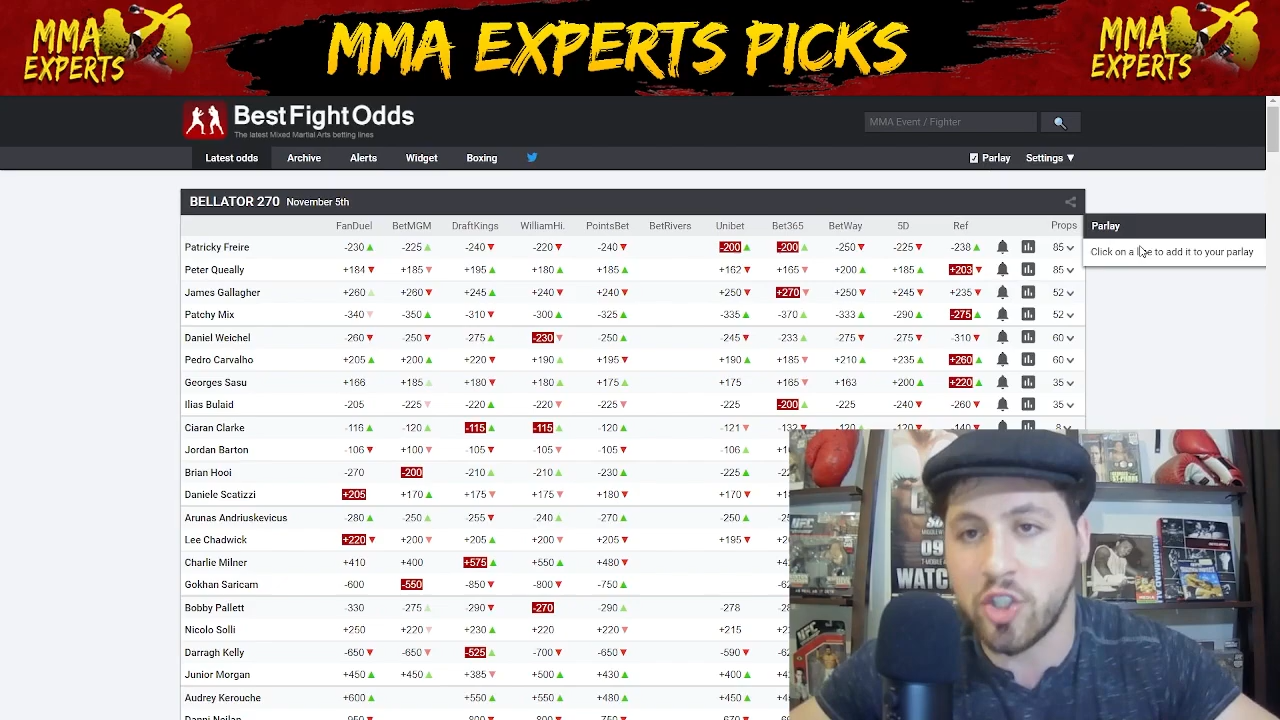 MMA EXPERTS
MMA EXPERTS PICKS
MMA EXPERTS
BestFightOdds
The latest Mixed Martial Arts betting lines
MMA Event / Fighter
Latest odds Archive Alerts Widget Boxing Parlay Settings ▼
BELLATOR 270 November 5th
FanDuel BetMGM DraftKings WilliamHi. PointsBet BetRivers Unibet Bet365 BetWay 5D Ref Props Parlay
Patricky Freire -230▲ -225▲ -240▼ -220▼ -240▼ -200▲ -200▲ -250▼ -225▼ -238▲ 85
Click on a line to add it to your parlay
Peter Queally +184▼ +185▼ +195▲ +180▲ +185▲ +162▼ +165▼ +200▲ +185▲ +203▼ 85
James Gallagher +260▲ +260▼ +245▲ +240▼ +240▼ +250▼ +270▼ +250▼ +245▼ +235▼ 52
Patchy Mix -340▼ -350▲ -310▼ -300▲ -325▲ -335▲ -370▲ -333▲ -290▲ -275▲ 52
Daniel Weichel -260▼ -250▼ -275▲ -230▼ -250▲ -245▼ -233▲ -275▼ -275▼ -310▼ 60
Pedro Carvalho +205▲ +200▲ +220▼ +190▲ +195▼ +190▲ +185▼ +210▲ +235▲ +260▲ 60
Georges Sasu +186 +185▲ +180▼ +180▲ +175▲ +175 +165▼ +163 +200▲ +220▲ 35
Ilias Bulaid -205 -225▼ -220▲ -220▼ -225▼ -225 -200▲ -225 -240▼ -260▼ 35
Ciaran Clarke -116▲ -120▲ -115▲ -115▲ -120▲ -121▼ -132▼ -120▲ -120▲ -140▼ 8
Jordan Barton -106▼ +100▼ -105▼ -105▼ -105▼ -106▲
Brian Hooi -270 -200 -210▲ -210▲ -230▲ -225▲
Daniele Scatizzi +205 +170▲ +175▼ +175▼ +180▼ +170▼
Arunas Andriuskevicus -280▲ -250▲ -255▼ -240▲ -270▲ -250▲
Lee Chadwick +220▼ +200▼ +205▲ +200▼ +205▼ +195▼
Charlie Milner +410 +400 +575▲ +550▲ +480▼
Gokhan Saricam -600 -550 -850▼ -800▼ -750▲
Bobby Pallett -330 -275▲ -290▼ -270 -290▲ -278
Nicolo Solli +250 +220▼ +230▲ +220 +220▼ +215
Darragh Kelly -650▼ -650▼ -525▲ -700▼ -650▼ -590▼
Junior Morgan +450▲ +450▲ +385▼ +500▲ +430▲ +400▲
Audrey Kerouche +600▲ +550▲ +550▲ +480▲ +450▲
UFC
WATCH
MUHAMMAD